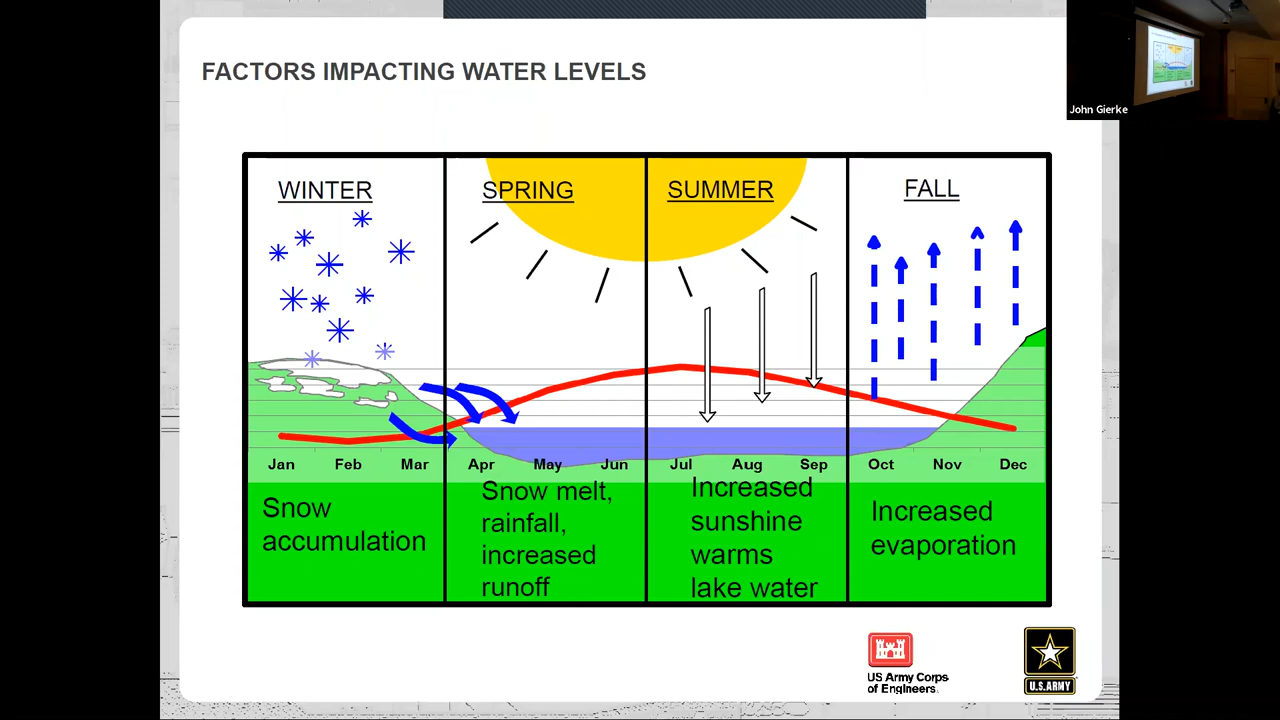 FACTORS IMPACTING WATER LEVELS
John Gierke
WINTER
SPRING
SUMMER
FALL
Jan Feb Mar Apr May Jun Jul Aug Sep Oct Nov Dec
Snow
accumulation
Snow melt,
rainfall,
increased
runoff
Increased
sunshine
warms
lake water
Increased
evaporation
US Army Corps
of Engineers
U.S.ARMY